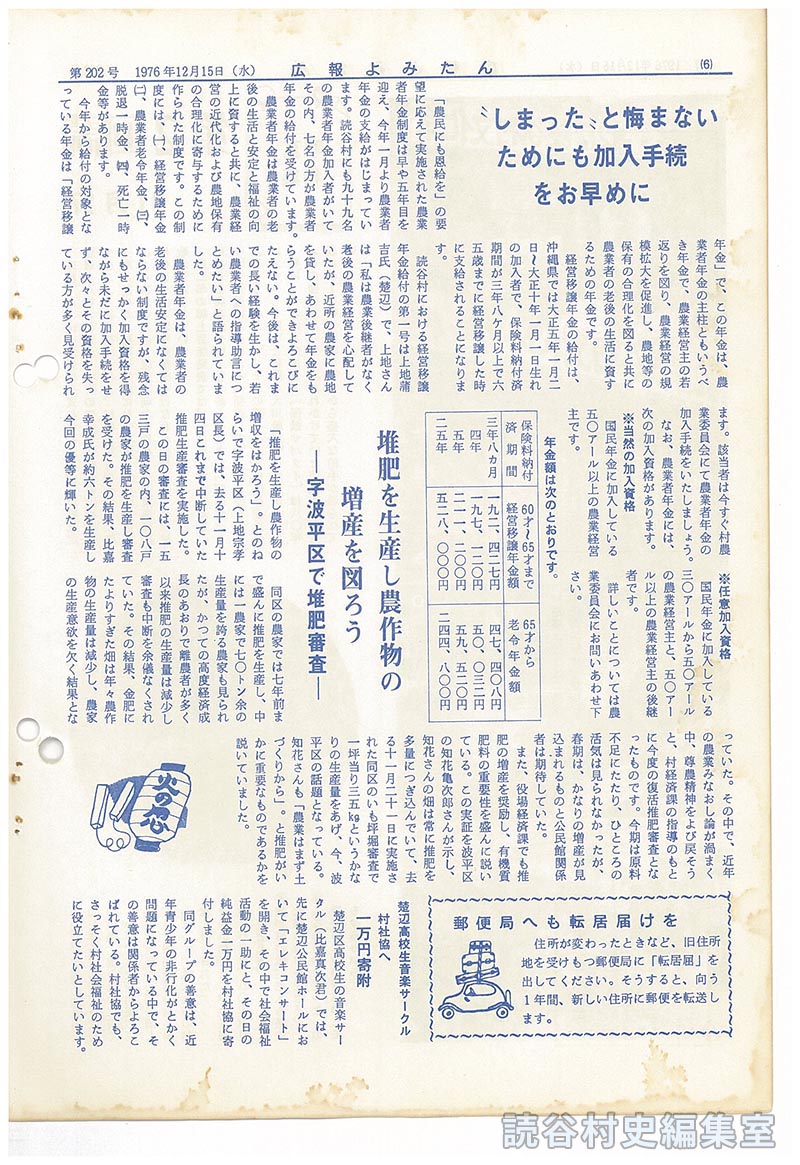 第202号 1976年12月15日（水） 広報よみたん (6)
〝しまった〟と悔まない
ためにも加入手続
をお早めに
「農民にも恩給を」の要
望に応えて実施された農業
者年金制度は早や五年目を
迎え、今年一月より農業者
年金の支給がはじまってい
ます。読谷村にも九十九名
の農業者年金加入者がいて
その内、七名の方が農業者
年金の給付を受けています。
農業者年金は農業者の老
後の生活と安定と福祉の向
上に資すると共に、農業経
営の近代化および農地保有
の合理化に寄与するために
作られた制度です。この制
度には、㈠、経営移譲年金
㈡、農業者老令年金、㈢、
脱退一時金、㈣、死亡一時
金等があります。
今年から給付の対象とな
っている年金は「経営移譲
年金」で、この年金は、農
業者年金の主柱ともいうべ
き年金で、農業経営主の若
返りを図り、農業経営の規
模拡大を促進し、農地等の
保有の合理化を図ると共に
農業者の老後の生活に資す
るための年金です。
経営移譲年金の給付は、
沖縄県では大正五年一月二
日〜大正十年一月一日生れ
の加入者で、保険料納付済
期間が三年八ケ月以上で六
五歳までに経営移譲した時
に支給されることになりま
す。
読谷村における経営移譲
年金給付の第一号は上地蒲
吉氏（楚辺）で、上地さん
は「私は農業後継者がなく
老後の農業経営を心配して
いたが、近所の農家に農地
を貸し、あわせて年金をも
らうことができよろこびに
たえない。今後は、これま
での長い経験を生かし、若
い農業者への指導助言につ
とめたい」と語られていま
した。
農業者年金は、農業者の
老後の生活安定になくては
ならない制度ですが、残念
にもせっかく加入資格を得
ながら未だに加入手続をせ
ず、次々とその資格を失っ
ている方が多く見受けられ
ます。該当者は今すぐ村農
業委員会にて農業者年金の
加入手続をいたしましょう。
なお、農業者年金には、
次の加入資格があります。
※当然の加入資格
国民年金に加入している
五〇アール以上の農業経営
主です。
※任意加入資格
国民年金に加入している
三〇アールから五〇アール
の農業経営主と、五〇アー
ル以上の農業経営主の後継
者です。
詳しいことについては農
業委員会にお問いあわせ下
さい。
年金額は次のとおりです。
保険料納付済期間 60才〜65才まで経営移譲年金額 65才から老令年金額
三年八カ月 一九二、四二七円 四七、四〇八円
四年 一九七、一二〇円 五〇、〇三二円
五年 二一一、二〇〇円 五九、五二〇円
二五年 五二八、〇〇〇円 二四四、八〇〇円
堆肥を生産し農作物の
増産を図ろう
―字波平区で堆肥審査―
「推肥を生産し農作物の
増収をはかろう」。とのね
らいで字波平区（上地宗孝
区長）では、去る十一月十
四日これまで中断していた
推肥生産審査を実施した。
この日の審査には、一五
三戸の農家の内、一〇八戸
の農家が推肥を生産し審査
を受けた。その結果、比嘉
幸成氏が約六トンを生産し
今回の優等に輝いた。
同区の農家では七年前ま
で盛んに推肥を生産し、中
には一農家で七〇トン余の
生産量を誇る農家も見られ
たが、かつての高度経済成
長のあおりで離農者が多く
以来推肥の生産量は減少し
審査も中断を余儀なくされ
ていた。その結果、金肥に
たよりすぎた畑は年々農作
物の生産量は減少し、農家
の生産意欲を欠く結果とな
っていた。その中で、近年
の農業みなおし論が渦まく
中、尊農精神をよび戻そう
と、村経済課の指導のもと
に今度の復活推肥審査とな
ったものです。今期は原料
不足にたたり、ひところの
活気は見られなかったが、
春期は、かなりの増産が見
込まれるものと公民館関係
者は期待していた。
また、役場経済課でも推
肥の増産を奨励し、有機質
肥料の重要性を盛んに説い
ている。この実証を波平区
の知花亀次郎さんが示し、
知花さんの畑は常に推肥を
多量につぎ込んでいて、去
る十一月二一日に実施さ
れた同区のいも坪堀審査で
一坪当り三五kgというかな
りの生産量をあげ、今、波
平区の話題となっている。
知花さんも「農業はまず土
づくりから」。と推肥がい
かに重要なものであるかを
説いていました。
火の用心
郵便局へも転居届けを
住所が変わったときなど、旧住所
地を受けもつ郵便局に「転居届」を
出してください。そうすると、向う
1年間、新しい住所に郵便を転送し
ます。
楚辺高校生音楽サークル
村社協へ
一万円寄附
楚辺区高校生の音楽サー
クル（比嘉真次君）では、
先に楚辺公民館ホールにお
いて「エレキコンサート」
を開き、その中で社会福祉
活動の一助にと、その日の
純益金一万円を村社協に寄
付しました。
同グループの善意は、近
年青少年の非行化がとかく
問題になっている中で、そ
の善意は関係者からよろこ
ばれている。村社協でも、
さっそく村社会福祉のため
に役立てたいとしています。
読谷村史編集室